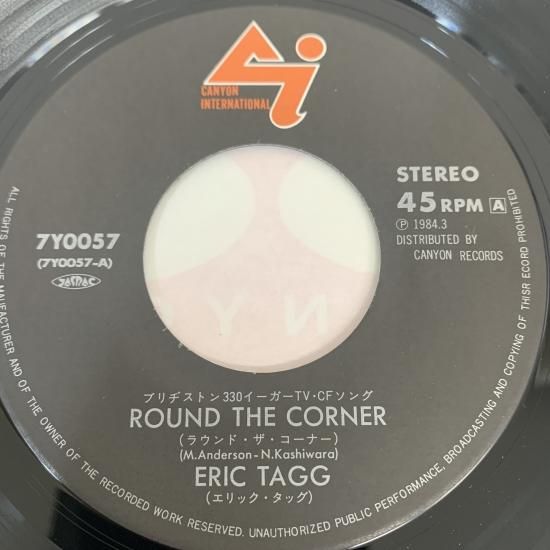 CANYON
INTERNATIONAL
STEREO
45 RPM A
℗ 1984.3
DISTRIBUTED BY
CANYON RECORDS
7Y0057
(7Y0057-A)
JASRAC
ブリヂストン330イーガーTV・CFソング
ROUND THE CORNER
(ラウンド・ザ・コーナー)
(M.Anderson-N.Kashiwara)
ERIC TAGG
(エリック・タッグ)
ALL RIGHTS OF THE MANUFACTURER AND OF THE OWNER OF THE RECORDED WORK RESERVED. UNAUTHORIZED PUBLIC PERFORMANCE, BROADCASTING AND COPYING OF THISR ECORD PROHIBITED
N Y